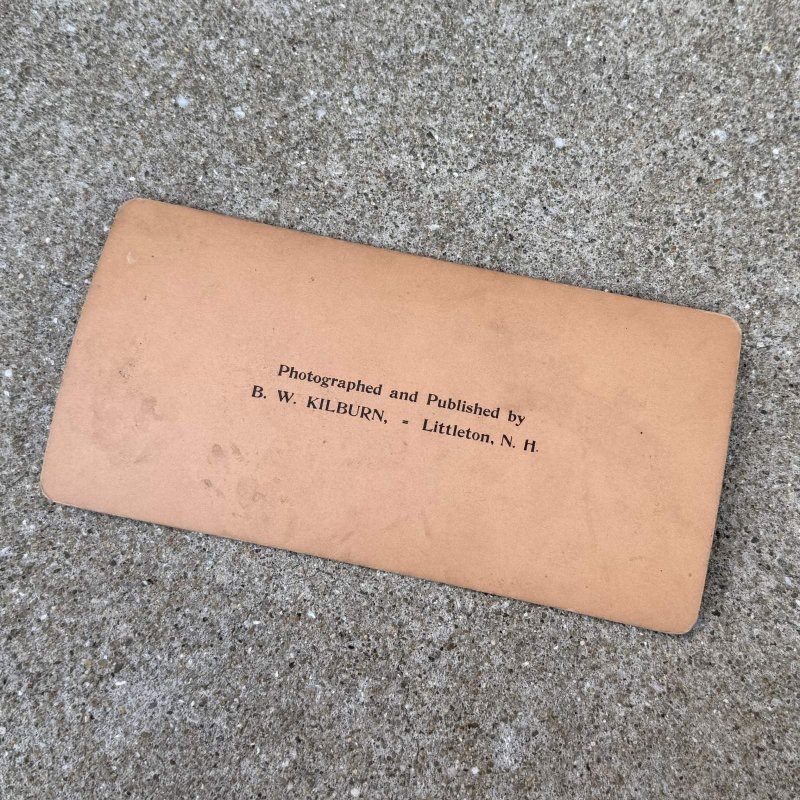 Photographed and Published by
B. W. KILBURN, = Littleton, N. H.